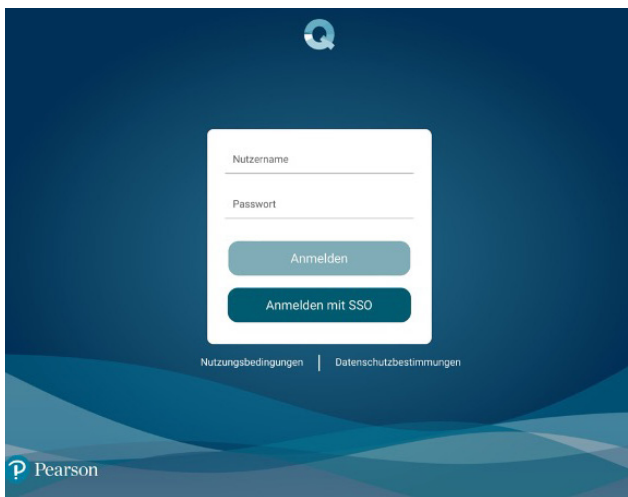 Q
Nutzername
Passwort
Anmelden
Anmelden mit SSO
Nutzungsbedingungen | Datenschutzbestimmungen
P Pearson